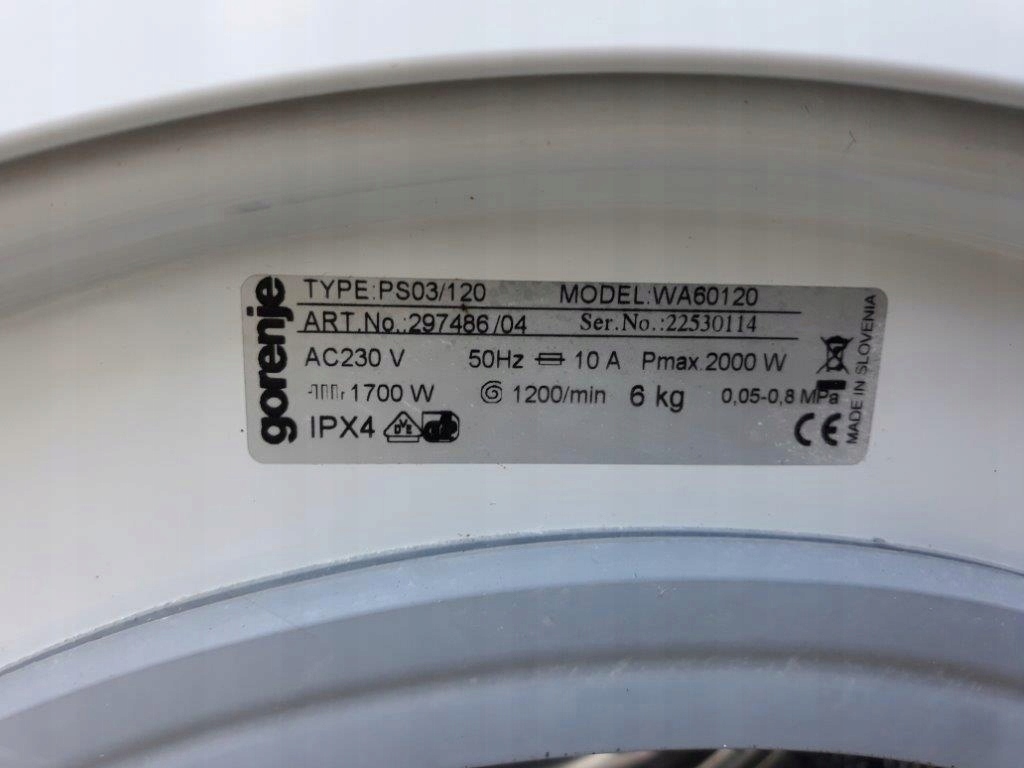 gorenje
TYPE:PS03/120 MODEL:WA60120
ART.No.:297486/04 Ser.No.:22530114
AC230 V 50Hz 10 A Pmax.2000 W
1700 W 1200/min 6 kg 0,05-0,8 MPa
IPX4 CE
MADE IN SLOVENIA